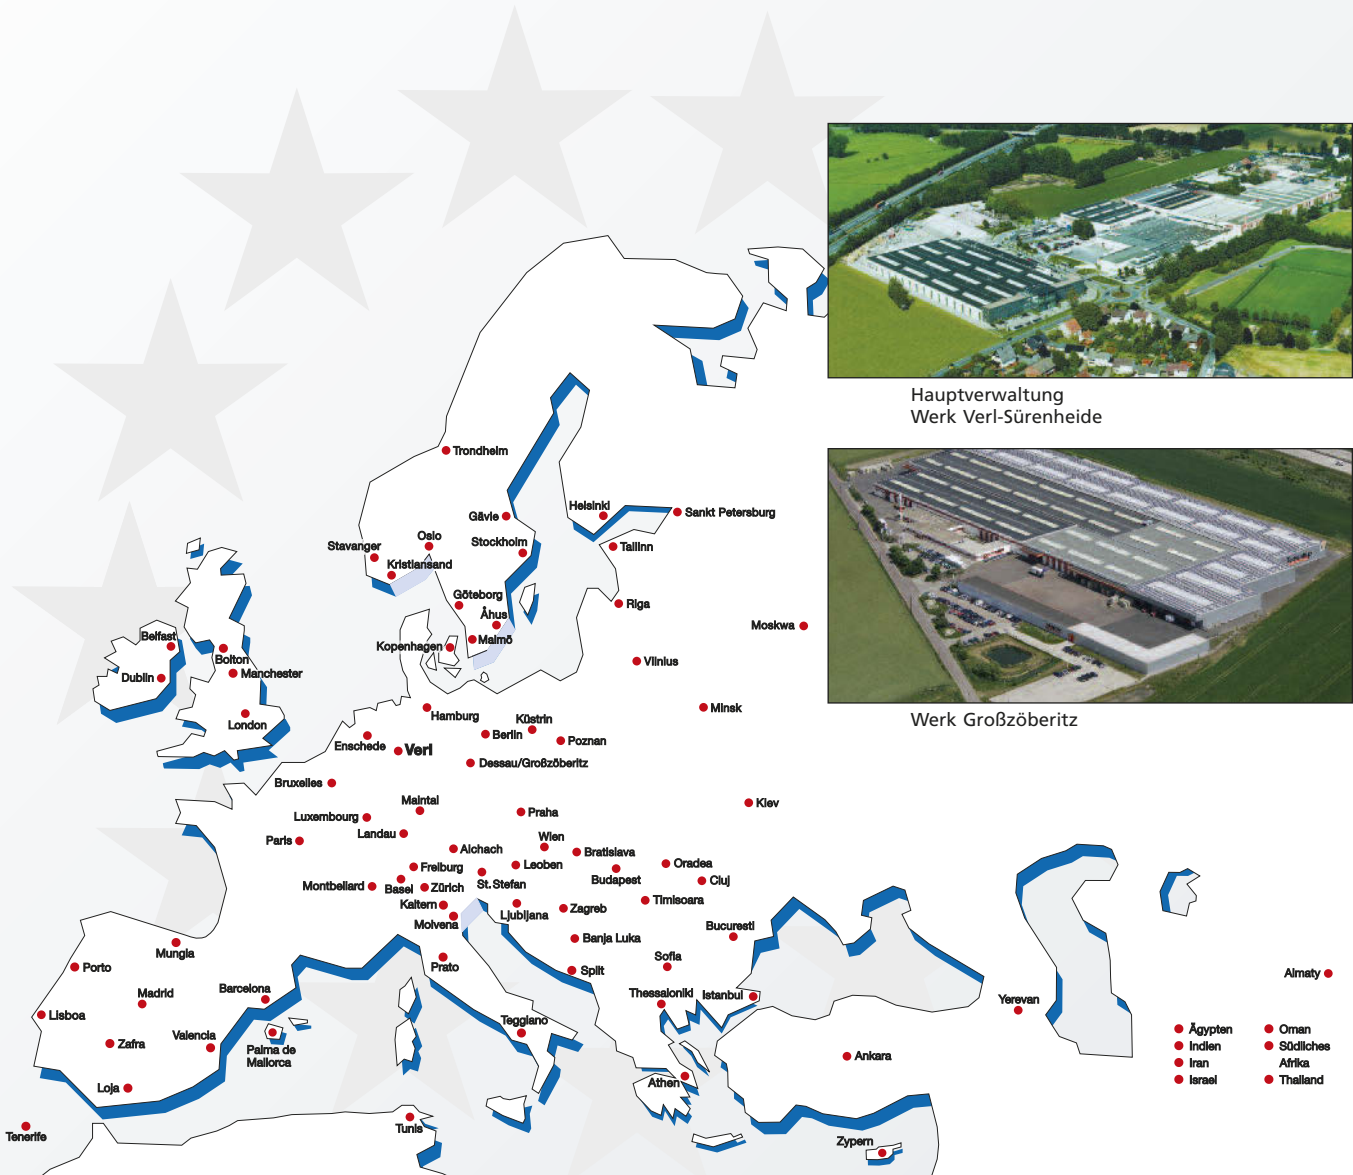 Hauptverwaltung
Werk Verl-Sürenheide
Trondheim
Werk Großzöberitz
Gävle
Helsinki
Sankt Petersburg
Oslo
Stavanger
Stockholm
Tallinn
Kristiansand
Göteborg
Riga
Åhus
Moskwa
Belfast
Malmö
Kopenhagen
Bolton
Vilnius
Manchester
Dublin
Minsk
Hamburg
London
Küstrin
Berlin
Enschede
Verl
Poznan
Dessau/Großzöberitz
Bruxelles
Maintal
Kiev
Luxembourg
Praha
Landau
Paris
Wien
Aichach
Bratislava
Freiburg
Leoben
Oradea
Montbeliard
Basel
Zürich
St. Stefan
Budapest
Cluj
Kaltern
Timisoara
Ljubljana
Zagreb
Molvena
Bucuresti
Banja Luka
Mungia
Sofia
Porto
Prato
Split
Almaty
Barcelona
Madrid
Thessaloniki
Istanbul
Yerevan
Lisboa
Teggiano
Valencia
Zafra
Palma de
Mallorca
Ankara
Athen
Loja
Ägypten
Indien
Iran
Israel
Oman
Südliches
Afrika
Thailand
Tenerife
Tunis
Zypern